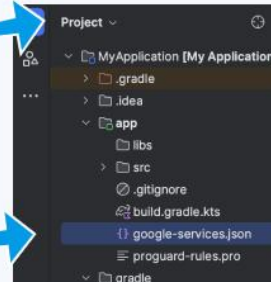 Project
MyApplication [My Application
.gradle
.idea
app
libs
src
.gitignore
build.gradle.kts
google-services.json
proguard-rules.pro
gradle